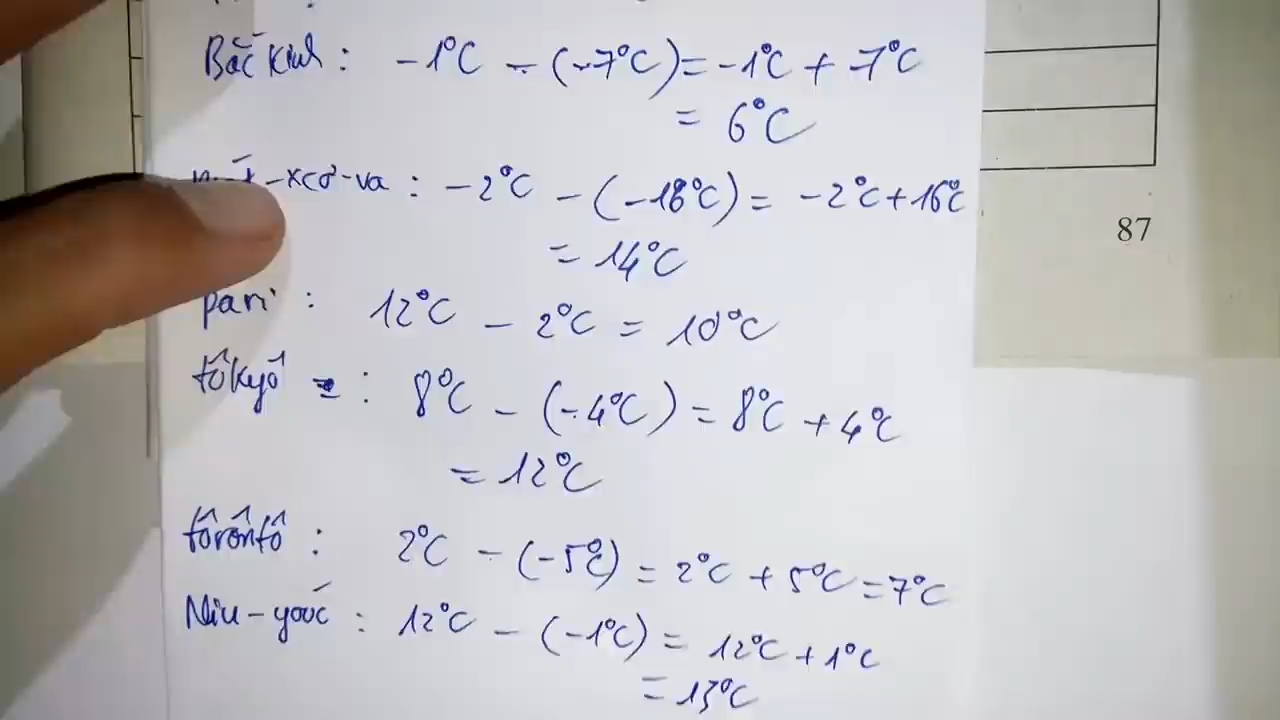 Bắc Kinh : -1°C - (-7°C) = -1°C + 7°C
= 6°C
-xcơ-va : -2°C - (-16°C) = -2°C + 16°C
= 14°C
pari : 12°C - 2°C = 10°C
tôkyô : 8°C - (-4°C) = 8°C + 4°C
= 12°C
tôrôntô : 2°C - (-5°C) = 2°C + 5°C = 7°C
Niu-yoóc : 12°C - (-1°C) = 12°C + 1°C
= 13°C
87